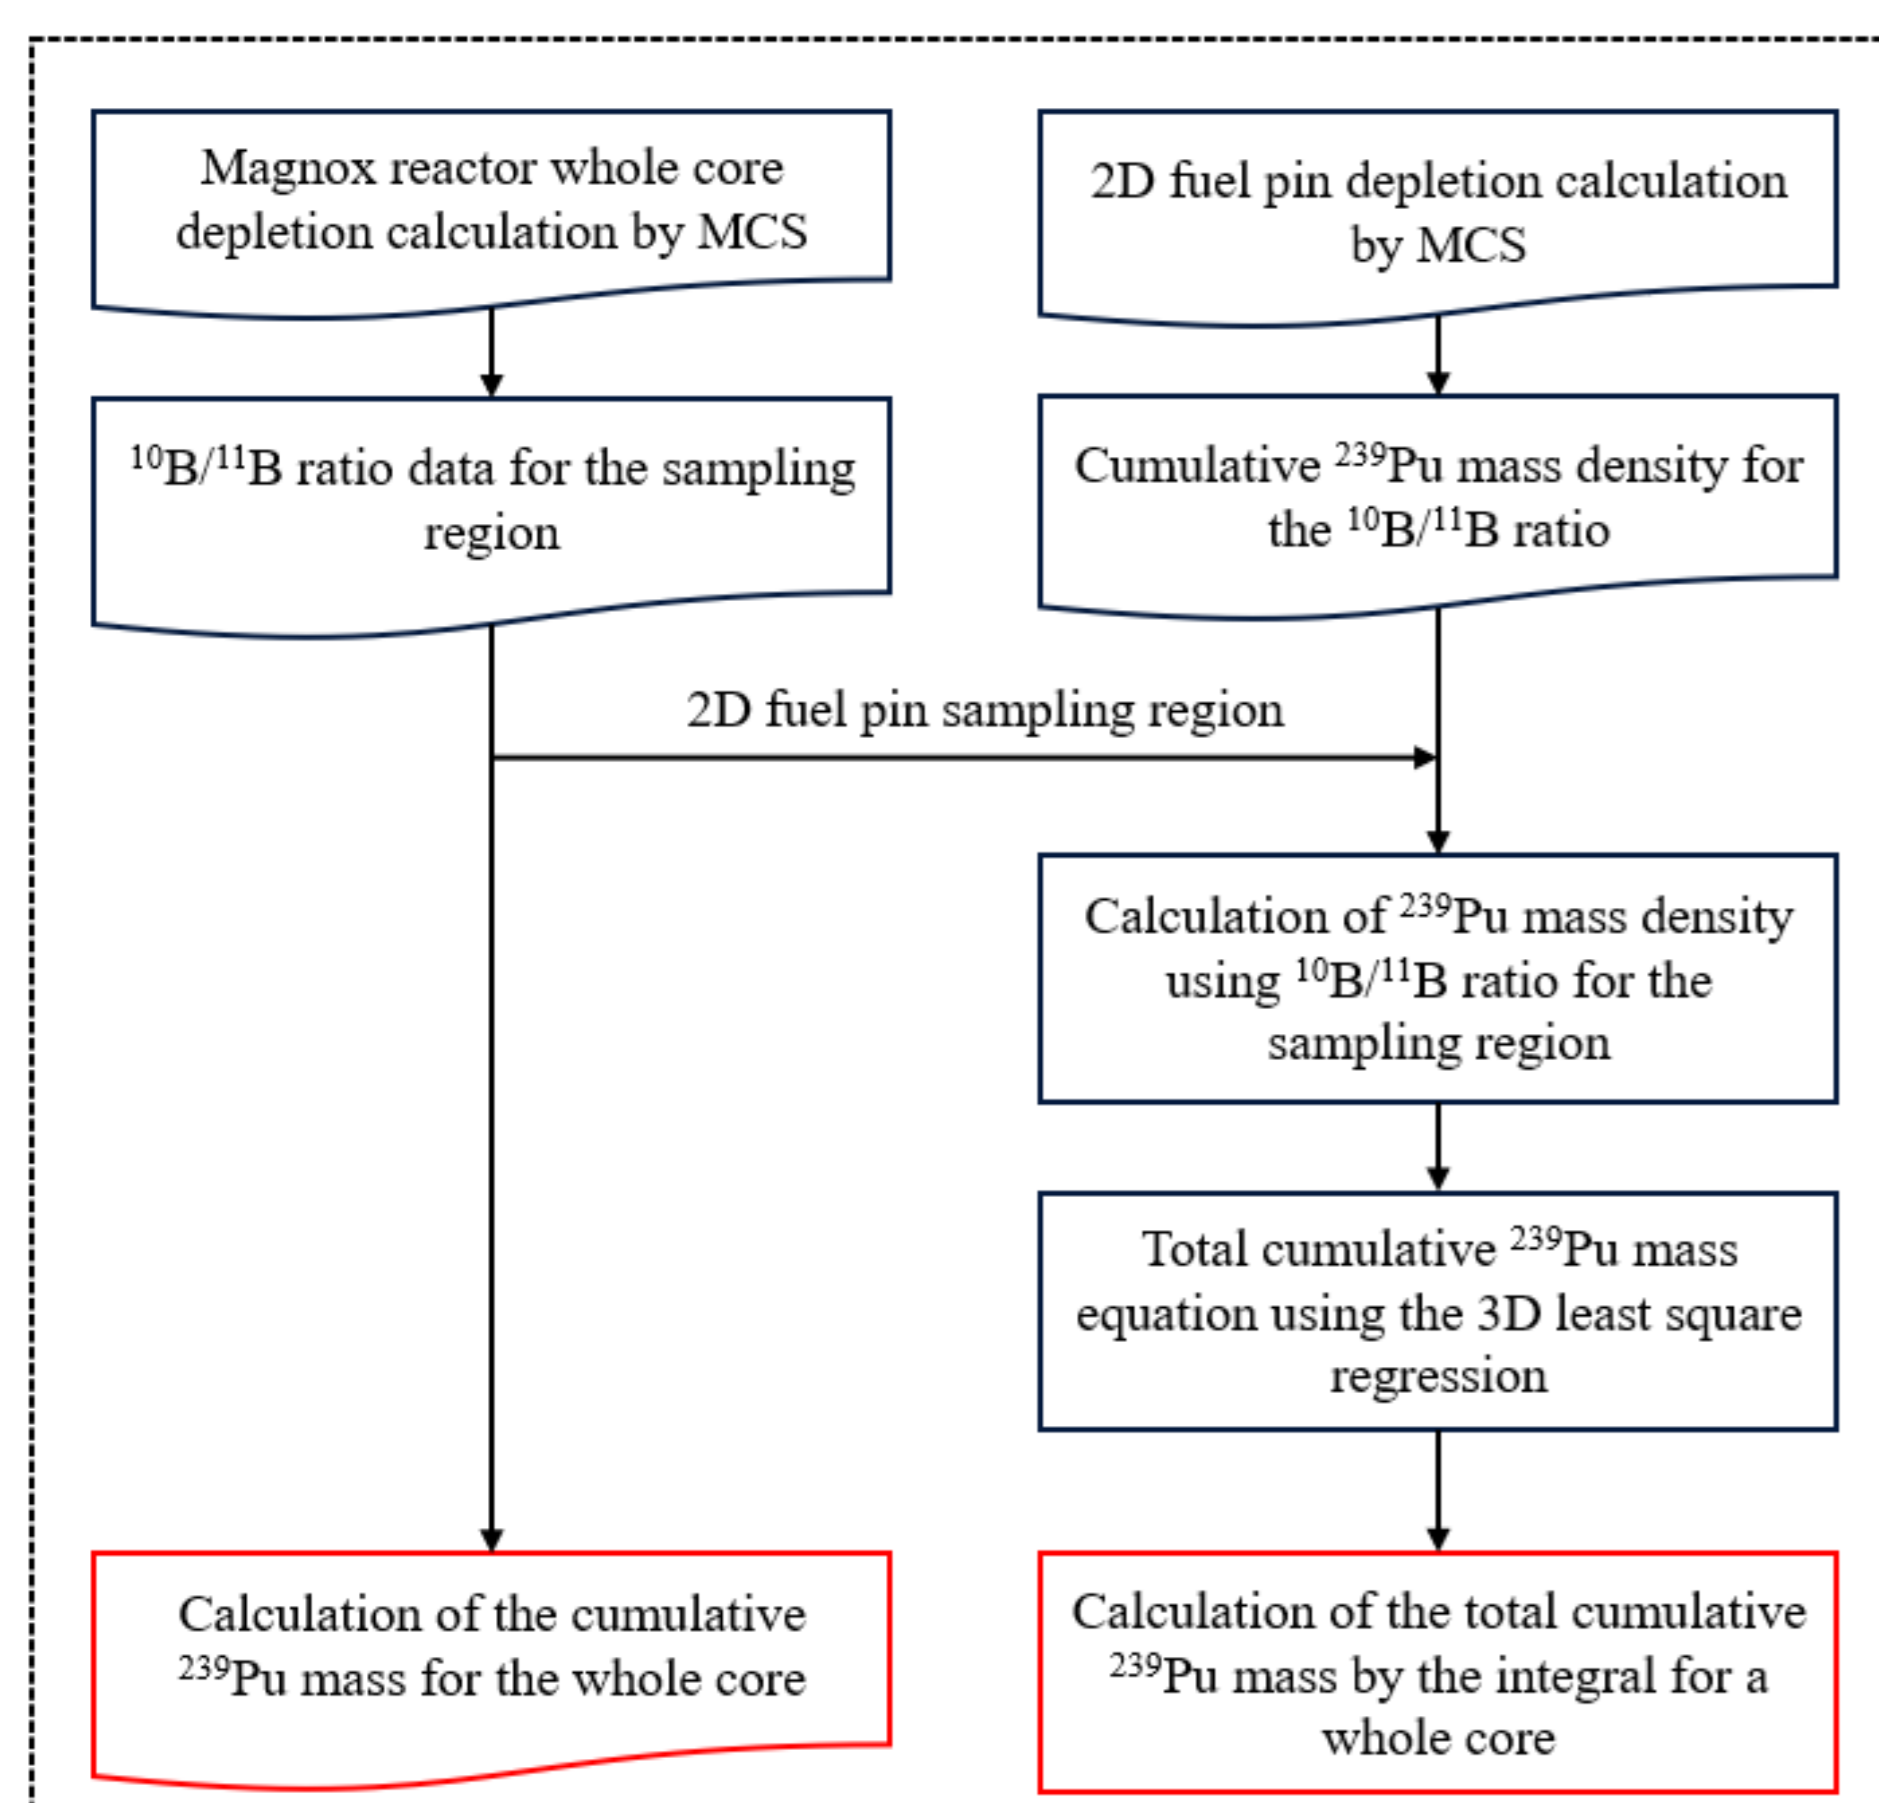 Magnox reactor whole core
depletion calculation by MCS
2D fuel pin depletion calculation
by MCS
¹⁰B/¹¹B ratio data for the sampling
region
Cumulative ²³⁹Pu mass density for
the ¹⁰B/¹¹B ratio
2D fuel pin sampling region
Calculation of ²³⁹Pu mass density
using ¹⁰B/¹¹B ratio for the
sampling region
Total cumulative ²³⁹Pu mass
equation using the 3D least square
regression
Calculation of the cumulative
²³⁹Pu mass for the whole core
Calculation of the total cumulative
²³⁹Pu mass by the integral for a
whole core